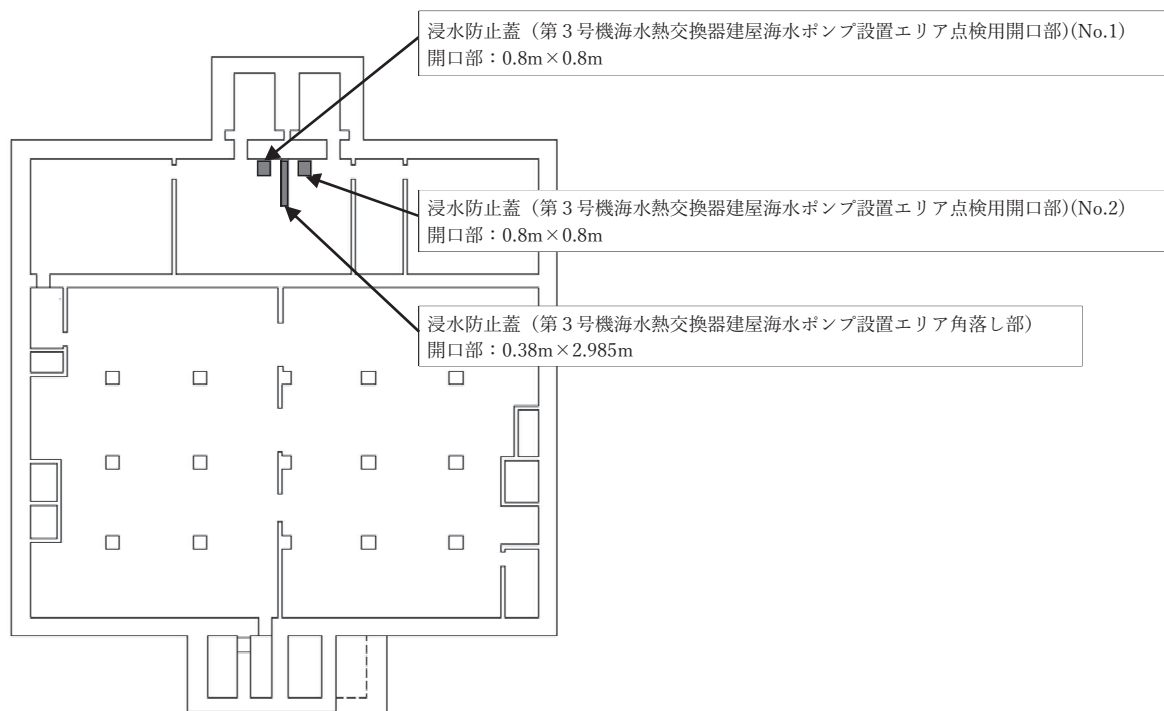 浸水防止蓋（第３号機海水熱交換器建屋海水ポンプ設置エリア点検用開口部)(No.1）
開口部：0.8m×0.8m
浸水防止蓋（第３号機海水熱交換器建屋海水ポンプ設置エリア点検用開口部)(No.2）
開口部：0.8m×0.8m
浸水防止蓋（第３号機海水熱交換器建屋海水ポンプ設置エリア角落し部）
開口部：0.38m×2.985m